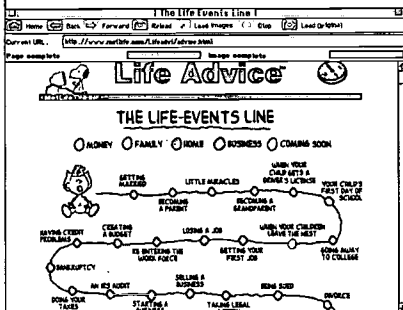 The Life Events Line
Home Back Forward Reload Load Images Stop Load Original
Current URL: http://www.metlife.com/Lifeadvi/advise.html
Page complete Image complete
Life Advice™
THE LIFE-EVENTS LINE
MONEY FAMILY HOME BUSINESS COMING SOON
GETTING MARRIED
BECOMING A PARENT
LITTLE MIRACLES
BECOMING A GRANDPARENT
WHEN YOUR CHILD GETS A DRIVER'S LICENSE
YOUR CHILD'S FIRST DAY OF SCHOOL
HAVING CREDIT PROBLEMS
CREATING A BUDGET
RE-ENTERING THE WORK FORCE
LOSING A JOB
GETTING YOUR FIRST JOB
WHEN YOUR CHILDREN LEAVE THE NEST
GOING AWAY TO COLLEGE
BANKRUPTCY
DOING YOUR TAXES
AN IRS AUDIT
STARTING A
SELLING A BUSINESS
TAKING LEGAL
BEING SUED
DIVORCE